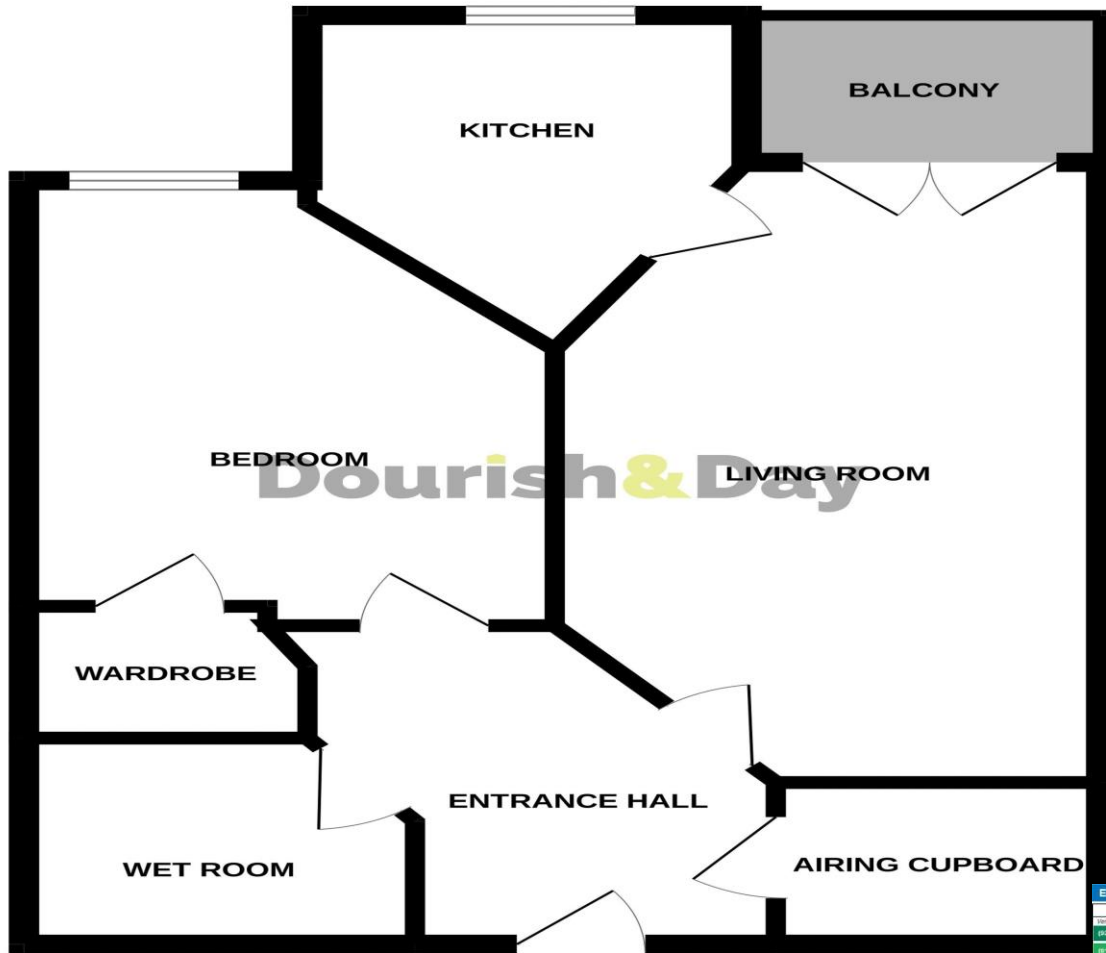 BALCONY
KITCHEN
BEDROOM
Dourish&Day
LIVING ROOM
WARDROBE
ENTRANCE HALL
WET ROOM
AIRING CUPBOARD